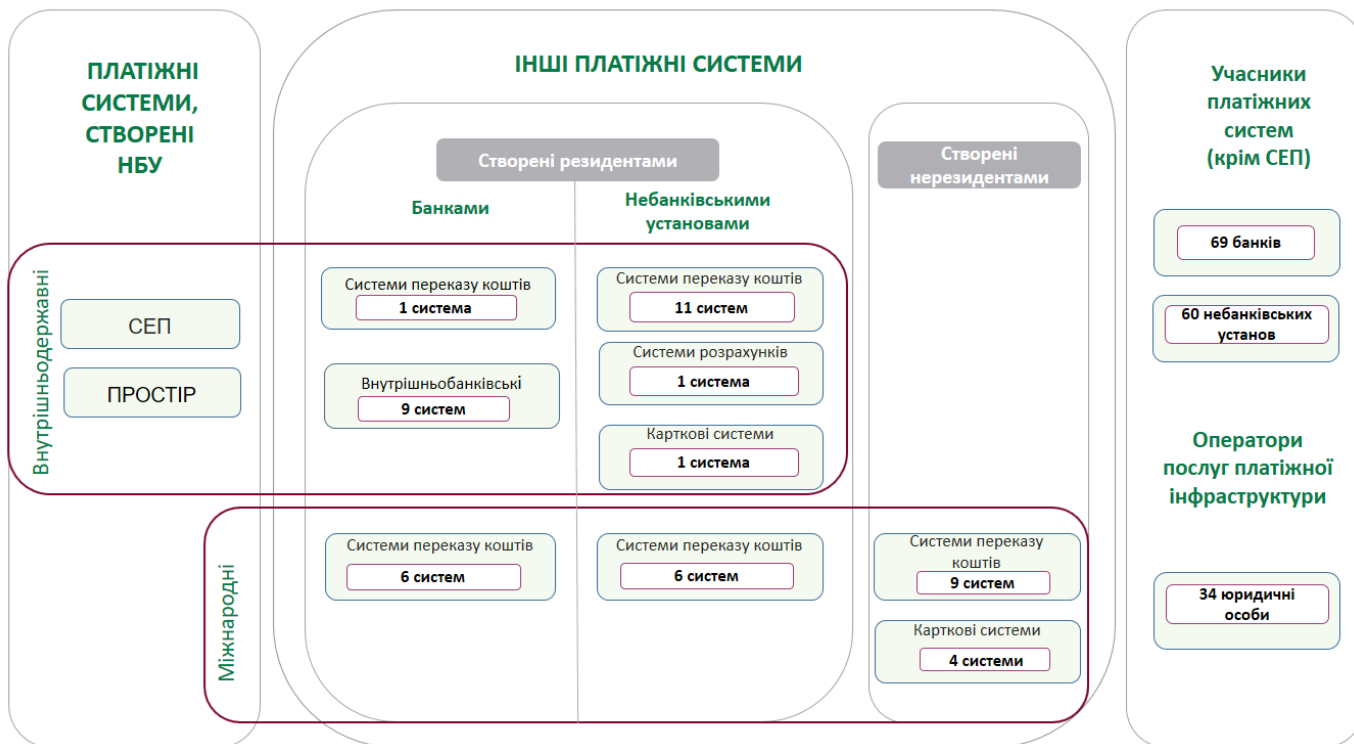 ПЛАТІЖНІ
СИСТЕМИ,
СТВОРЕНІ
НБУ
Внутрішньодержавні
СЕП
ПРОСТІР
ІНШІ ПЛАТІЖНІ СИСТЕМИ
Створені резидентами
Банками
Небанківськими
установами
Системи переказу коштів
1 система
Внутрішньобанківські
9 систем
Системи переказу коштів
11 систем
Системи розрахунків
1 система
Карткові системи
1 система
Створені
нерезидентами
Міжнародні
Системи переказу коштів
6 систем
Системи переказу коштів
6 систем
Системи переказу
коштів
9 систем
Карткові системи
4 системи
Учасники
платіжних
систем
(крім СЕП)
69 банків
60 небанківських
установ
Оператори
послуг платіжної
інфраструктури
34 юридичні
особи